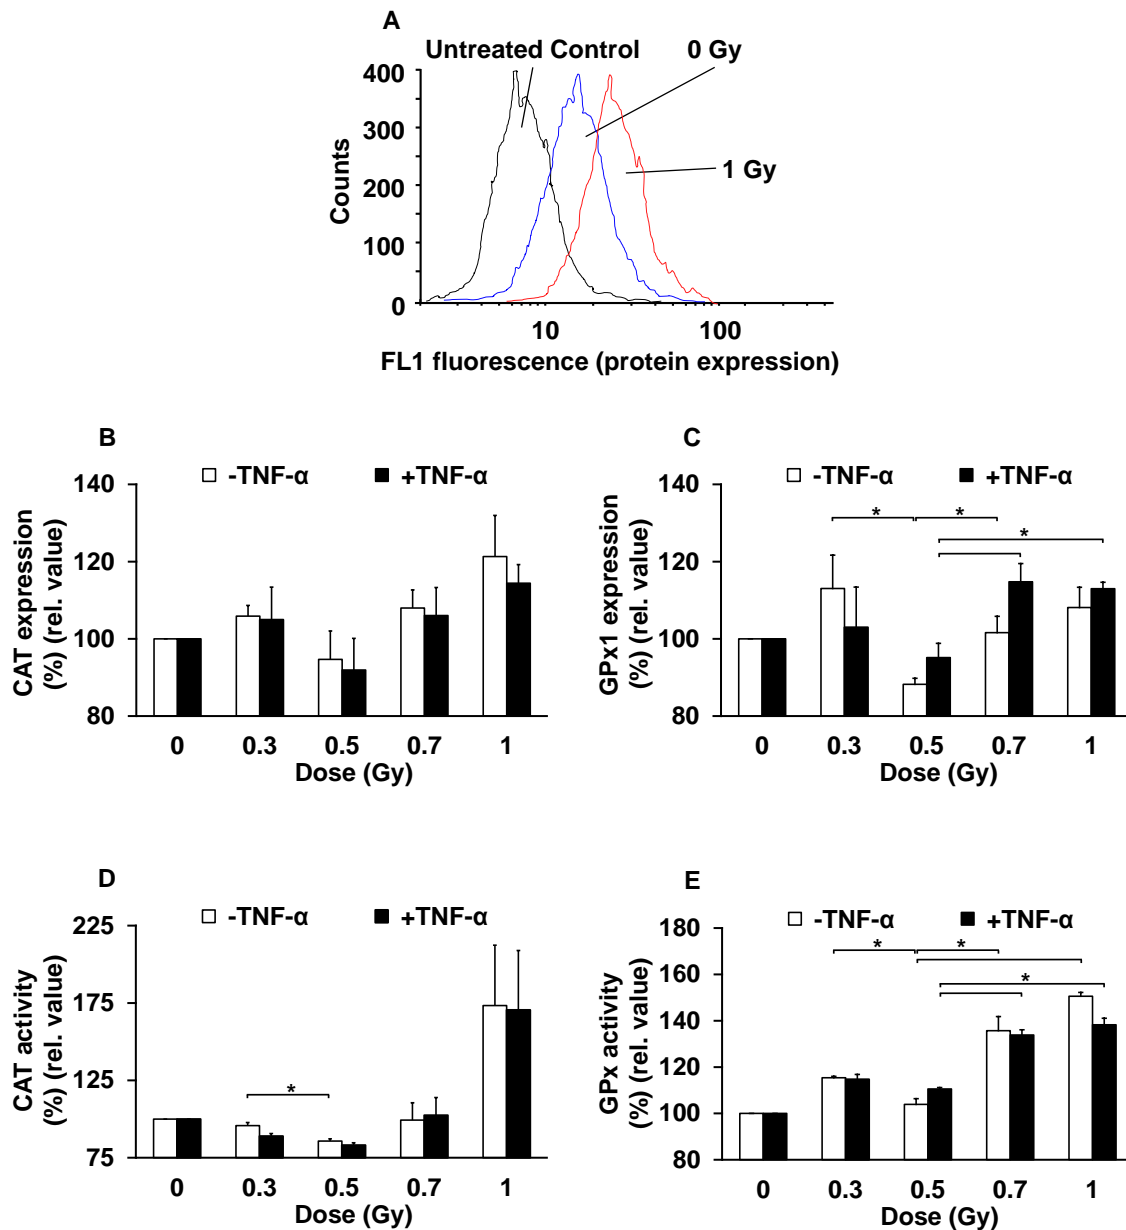 A
Untreated Control 0 Gy
400
300
1 Gy
200
100
0
Counts
10 100
FL1 fluorescence (protein expression)
B
-TNF-α +TNF-α
140
120
100
80
CAT expression
(%) (rel. value)
0 0.3 0.5 0.7 1
Dose (Gy)
C
-TNF-α +TNF-α
140
* *
*
120
100
80
GPx1 expression
(%) (rel. value)
0 0.3 0.5 0.7 1
Dose (Gy)
D
-TNF-α +TNF-α
225
175
125
*
75
CAT activity
(%) (rel. value)
0 0.3 0.5 0.7 1
Dose (Gy)
E
-TNF-α +TNF-α
180
* *
*
160
140
120
100
80
GPx activity
(%) (rel. value)
0 0.3 0.5 0.7 1
Dose (Gy)